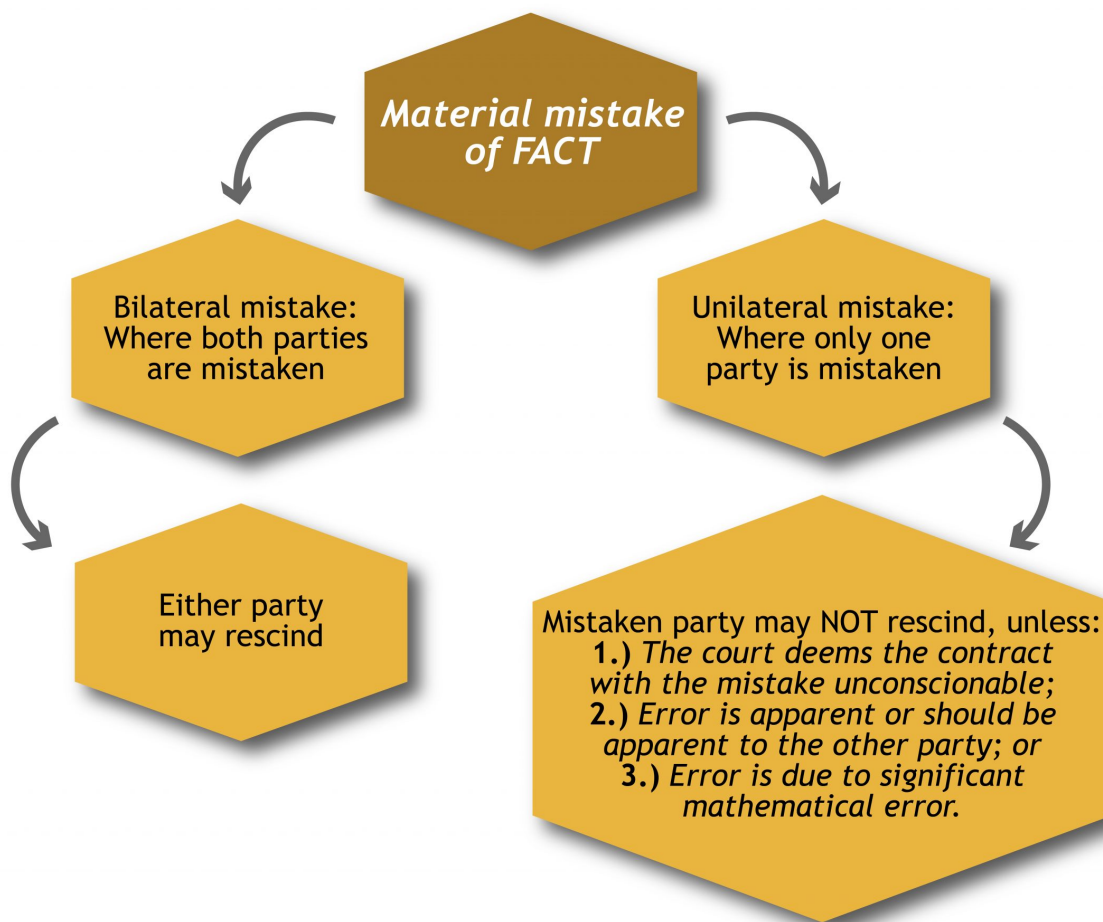 Material mistake
of FACT
Bilateral mistake:
Where both parties
are mistaken
Unilateral mistake:
Where only one
party is mistaken
Either party
may rescind
Mistaken party may NOT rescind, unless:
1.) The court deems the contract
with the mistake unconscionable;
2.) Error is apparent or should be
apparent to the other party; or
3.) Error is due to significant
mathematical error.